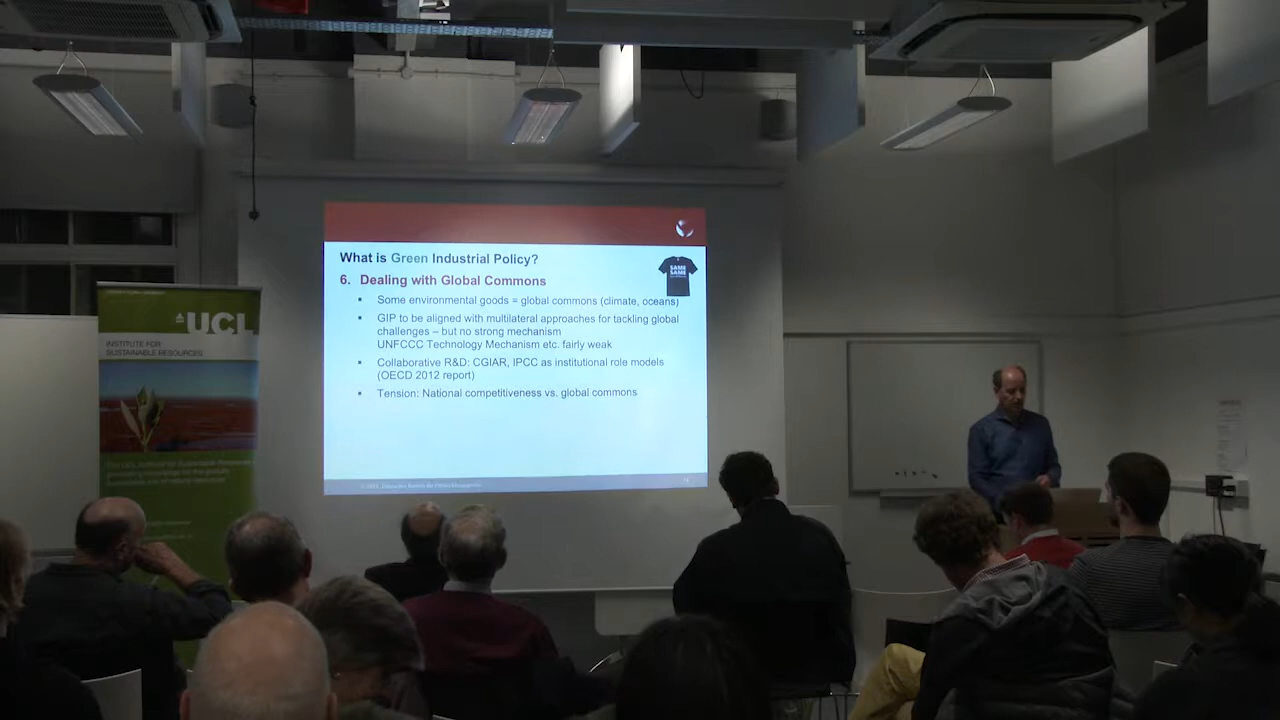 What is Green Industrial Policy?
6. Dealing with Global Commons
SAME
SAME
▪ Some environmental goods = global commons (climate, oceans)
▪ GIP to be aligned with multilateral approaches for tackling global
challenges – but no strong mechanism
UNFCCC Technology Mechanism etc. fairly weak
▪ Collaborative R&D: CGIAR, IPCC as institutional role models
(OECD 2012 report)
▪ Tension: National competitiveness vs. global commons
UCL
INSTITUTE FOR
SUSTAINABLE RESOURCES